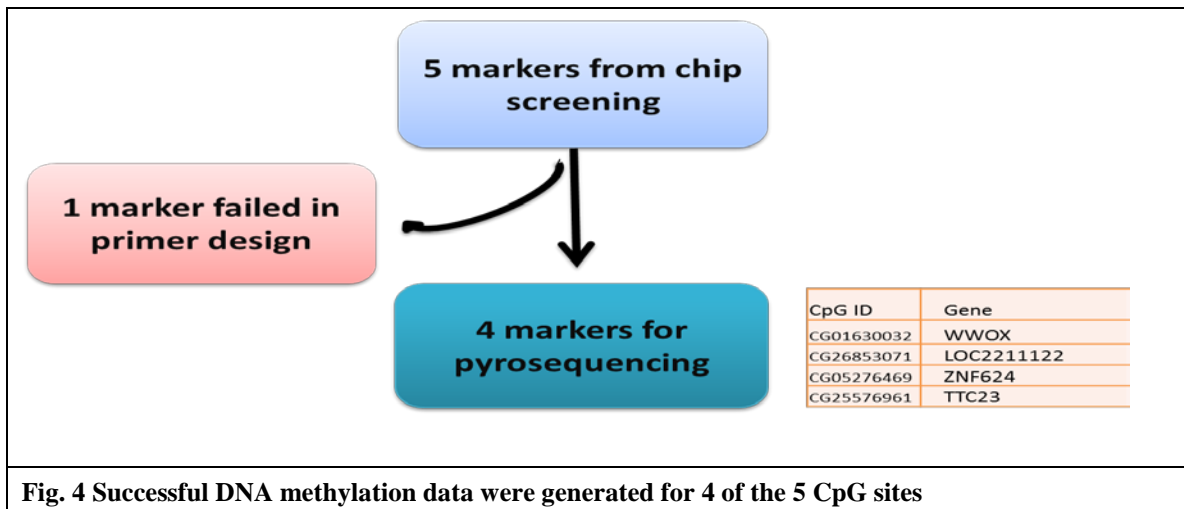 5 markers from chip
screening
1 marker failed in
primer design
4 markers for
pyrosequencing
CpG ID Gene
CG01630032 WWOX
CG26853071 LOC2211122
CG05276469 ZNF624
CG25576961 TTC23
Fig. 4 Successful DNA methylation data were generated for 4 of the 5 CpG sites